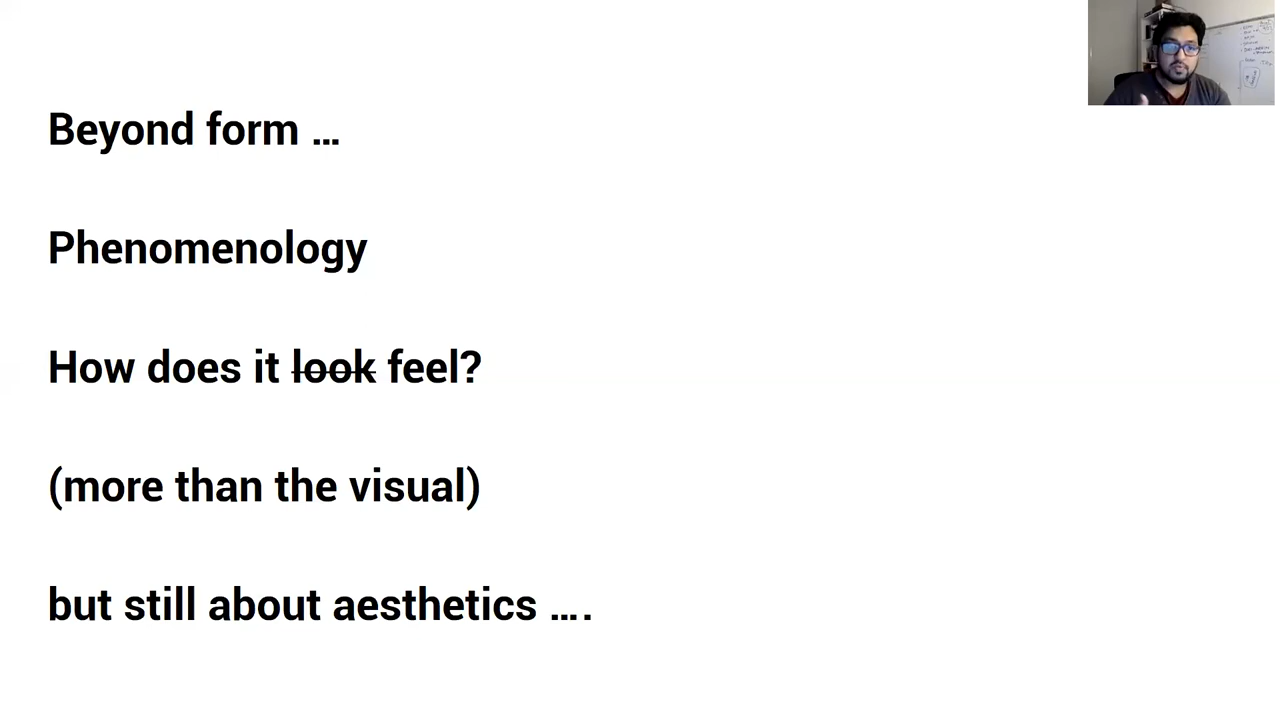 Beyond form ...
Phenomenology
How does it look feel?
(more than the visual)
but still about aesthetics ....